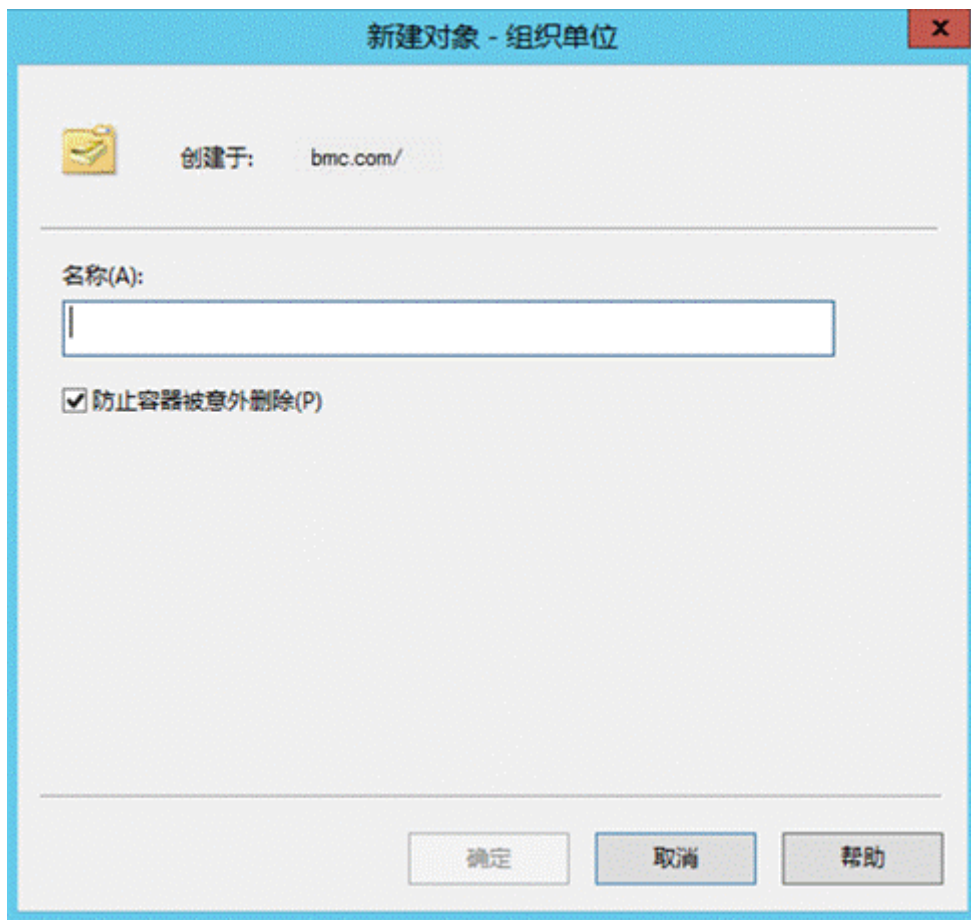 新建对象 - 组织单位
x
创建于: bmc.com/
名称(A):
防止容器被意外删除(P)
确定 取消 帮助